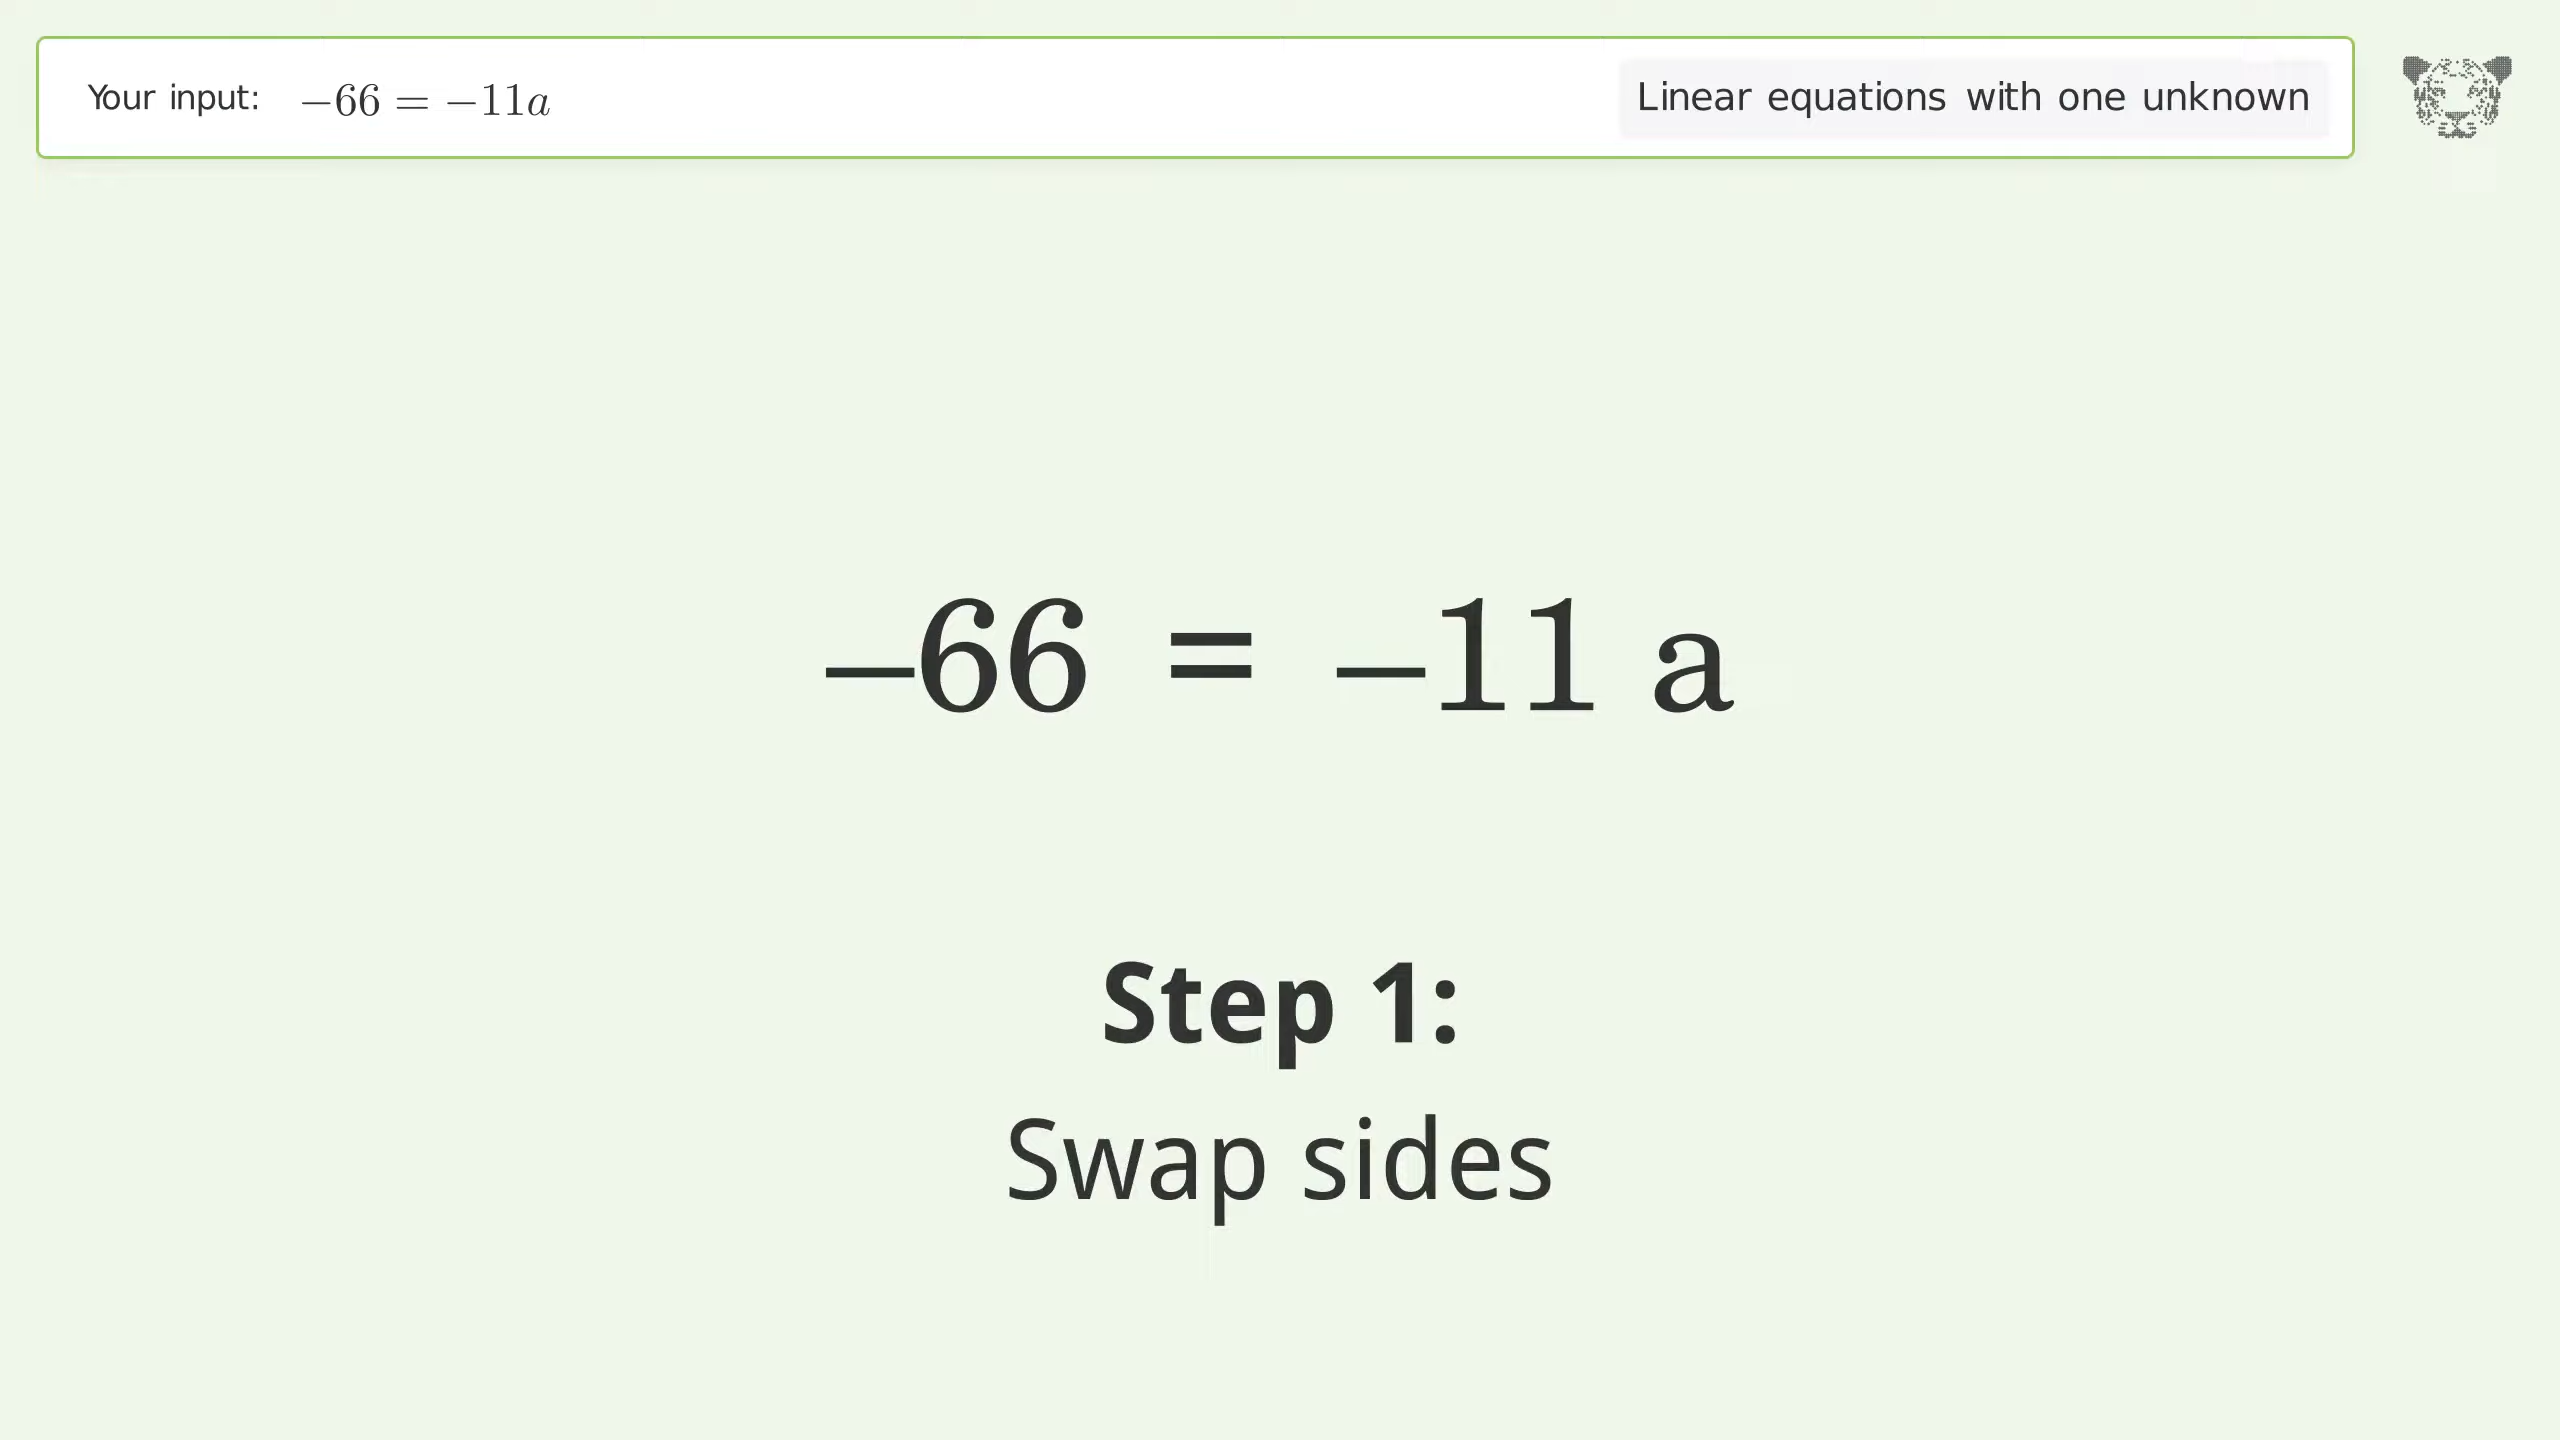 Your input: −66 = −11a
Linear equations with one unknown
−66 = −11 a
Step 1:
Swap sides